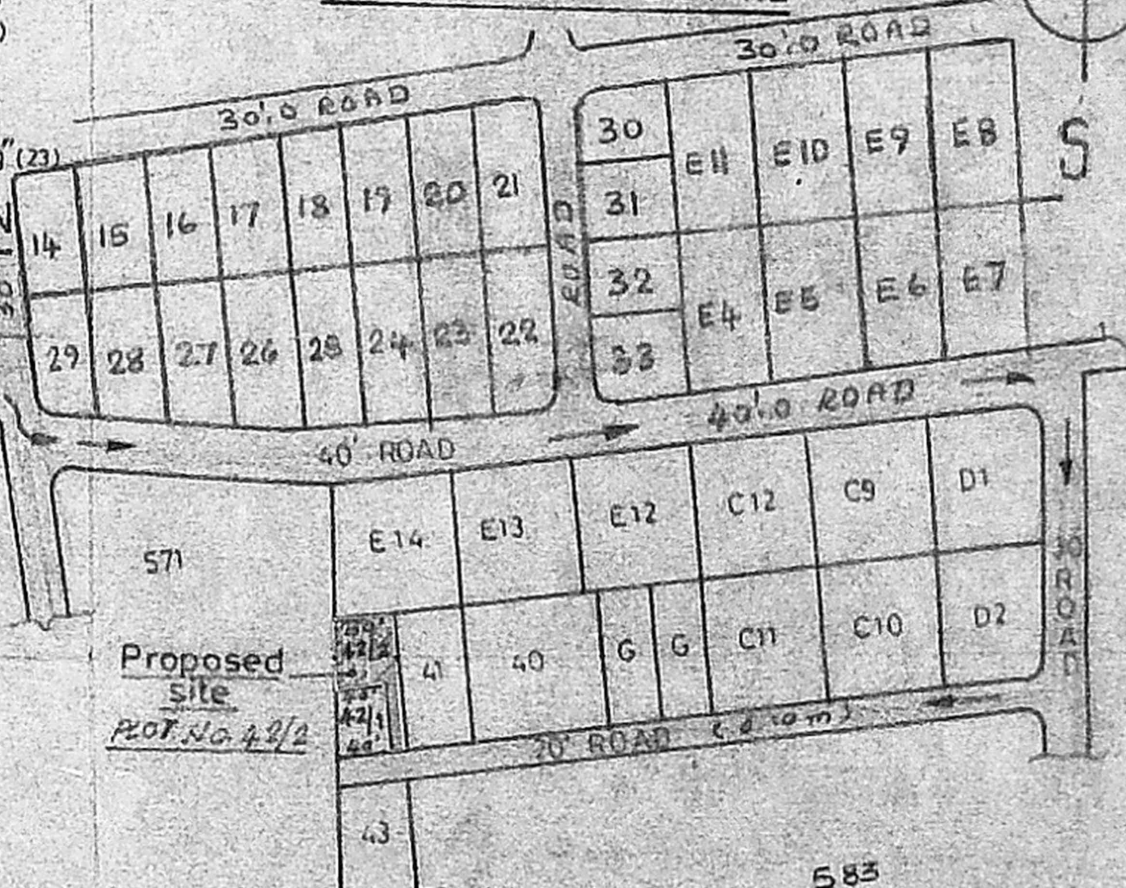 30'.0 ROAD
30'.0 ROAD
(23)
S
30 E11 E10 E9 E8
14 15 16 17 18 19 20 21
31
ROAD
32 E4 E5 E6 E7
29 28 27 26 25 24 23 22
33
40'.0 ROAD
40' ROAD
E14 E13 E12 C12 C9 D1
571
ROAD
42/2 41 40 G G C11 C10 D2
Proposed
site
PLOT No 42/2
42/1
40'
20' ROAD
43
583